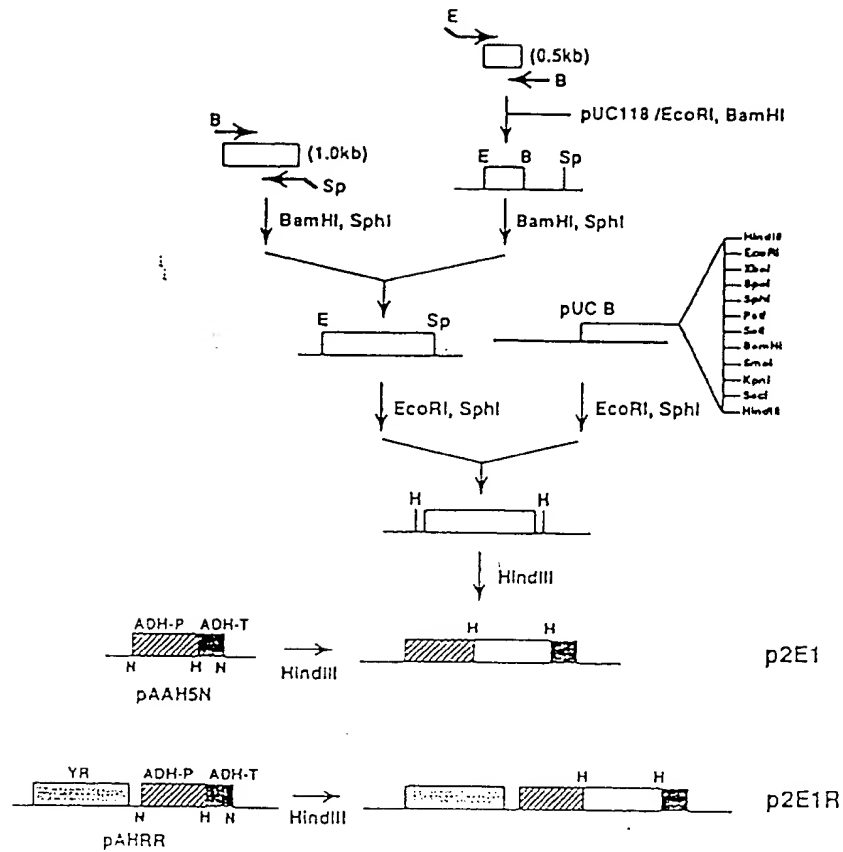 E
(0.5kb)
B
pUC118/EcoRI, BamHI
B
(1.0kb)
Sp
E B Sp
BamHI, SphI
BamHI, SphI
HindIII
EcoRI
XbaI
SphI
SalI
BamHI
SmaI
KpnI
SacI
HindIII
pUC B
E Sp
EcoRI, SphI
EcoRI, SphI
H H
HindIII
ADH-P ADH-T
N H N
pAAH5N
HindIII
H H
p2E1
YR ADH-P ADH-T
N H N
pAHRR
HindIII
H H
p2E1R